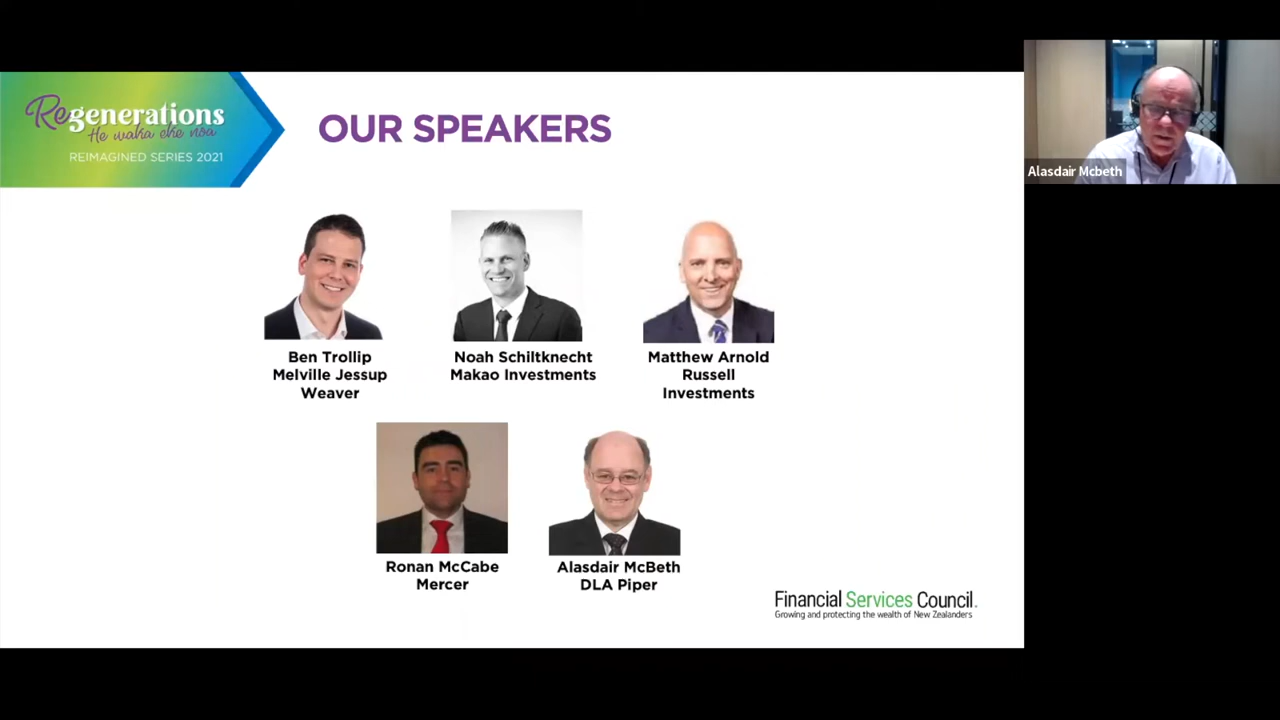 Regenerations
He waka eke noa
REIMAGINED SERIES 2021
OUR SPEAKERS
Alasdair Mcbeth
Ben Trollip
Melville Jessup
Weaver
Noah Schiltknecht
Makao Investments
Matthew Arnold
Russell
Investments
Ronan McCabe
Mercer
Alasdair McBeth
DLA Piper
Financial Services Council.
Growing and protecting the wealth of New Zealanders